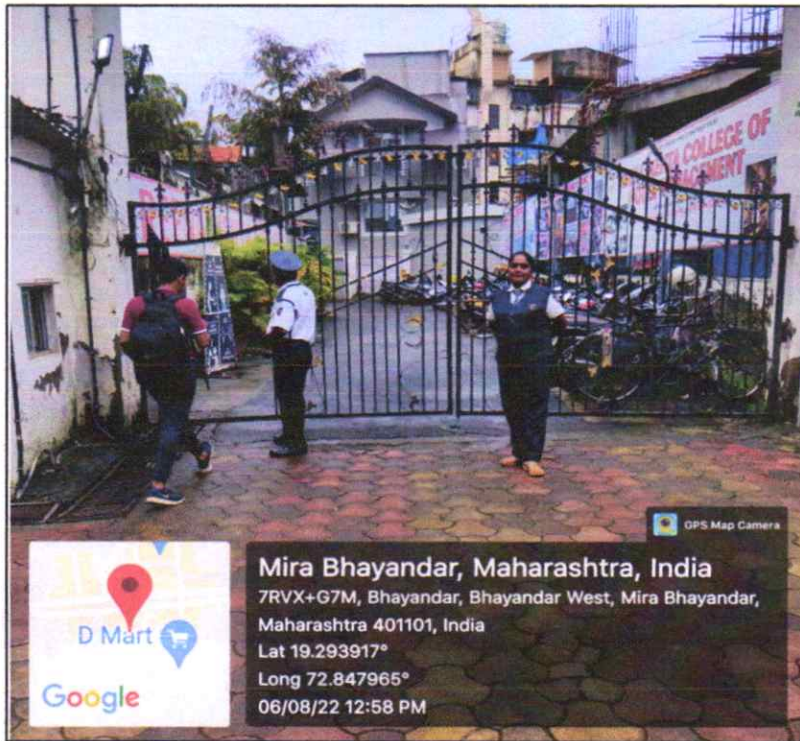 COLLEGE OF
GPS Map Camera
Mira Bhayandar, Maharashtra, India
7RVX+G7M, Bhayandar, Bhayandar West, Mira Bhayandar,
Maharashtra 401101, India
Lat 19.293917°
Long 72.847965°
06/08/22 12:58 PM
D Mart
Google